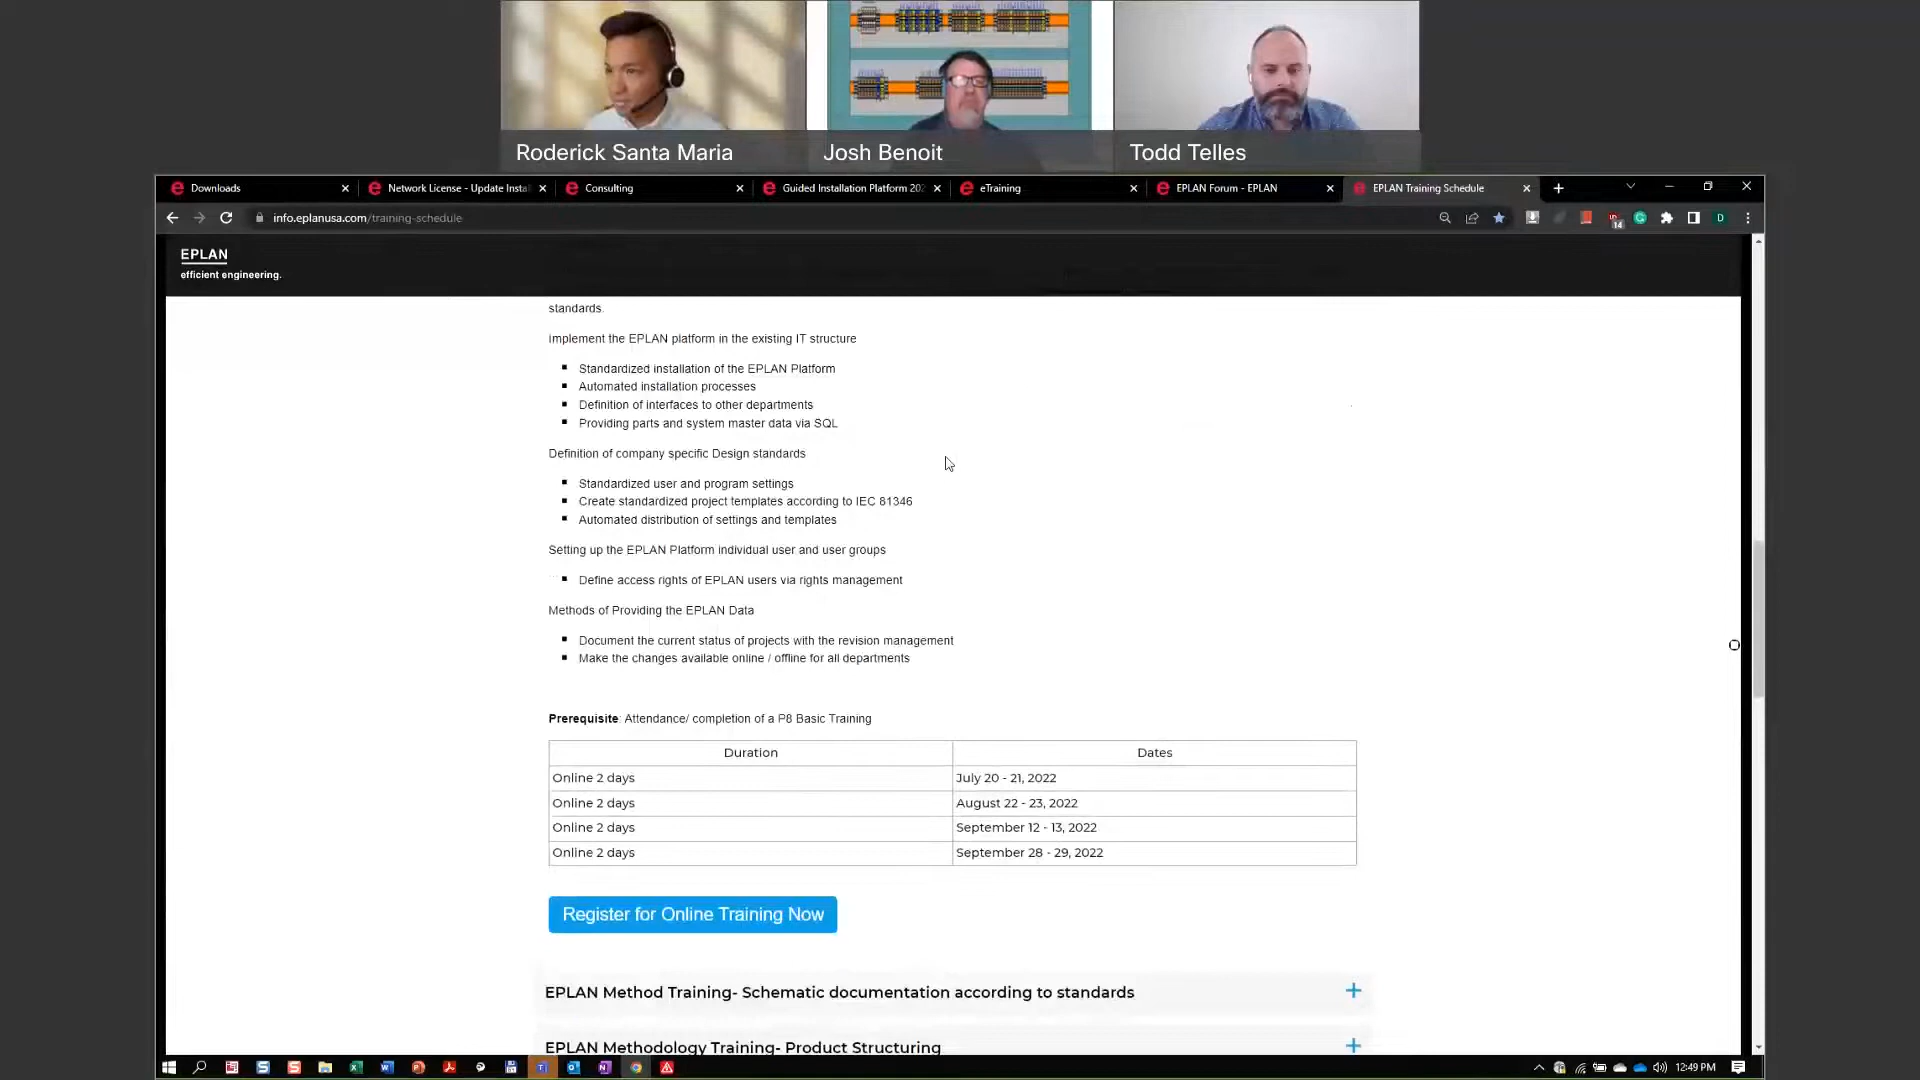 Roderick Santa Maria
Josh Benoit
Todd Telles
Downloads
Network License - Update Insta
Consulting
Guided Installation Platform 202
eTraining
EPLAN Forum - EPLAN
EPLAN Training Schedule
info.eplanusa.com/training-schedule
14
D
EPLAN
efficient engineering.
standards.
Implement the EPLAN platform in the existing IT structure
Standardized installation of the EPLAN Platform
Automated installation processes
Definition of interfaces to other departments
Providing parts and system master data via SQL
Definition of company specific Design standards
Standardized user and program settings
Create standardized project templates according to IEC 81346
Automated distribution of settings and templates
Setting up the EPLAN Platform individual user and user groups
Define access rights of EPLAN users via rights management
Methods of Providing the EPLAN Data
Document the current status of projects with the revision management
Make the changes available online / offline for all departments
Prerequisite: Attendance/ completion of a P8 Basic Training
Duration Dates
Online 2 days July 20 - 21, 2022
Online 2 days August 22 - 23, 2022
Online 2 days September 12 - 13, 2022
Online 2 days September 28 - 29, 2022
Register for Online Training Now
EPLAN Method Training- Schematic documentation according to standards
EPLAN Methodology Training- Product Structuring
12:49 PM